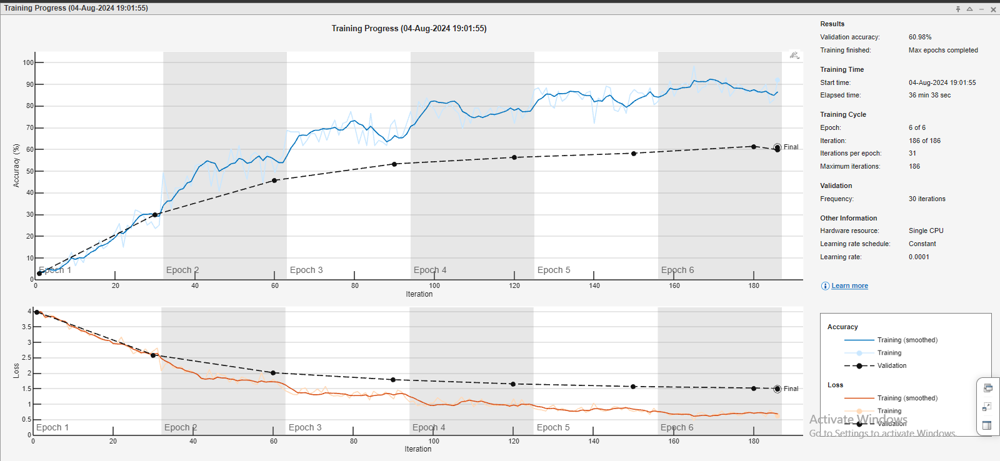 Training Progress (04-Aug-2024 19:01:55)
Training Progress (04-Aug-2024 19:01:55)
Accuracy (%)
100
90
80
70
60
50
40
30
20
10
0
Final
Epoch 1
Epoch 2
Epoch 3
Epoch 4
Epoch 5
Epoch 6
0 20 40 60 80 100 120 140 160 180
Iteration
Loss
4
3.5
3
2.5
2
1.5
1
0.5
0
Final
Epoch 1
Epoch 2
Epoch 3
Epoch 4
Epoch 5
Epoch 6
0 20 40 60 80 100 120 140 160 180
Iteration
Results
Validation accuracy: 60.98%
Training finished: Max epochs completed
Training Time
Start time: 04-Aug-2024 19:01:55
Elapsed time: 36 min 38 sec
Training Cycle
Epoch: 6 of 6
Iteration: 186 of 186
Iterations per epoch: 31
Maximum iterations: 186
Validation
Frequency: 30 iterations
Other Information
Hardware resource: Single CPU
Learning rate schedule: Constant
Learning rate: 0.0001
Learn more
Accuracy
Training (smoothed)
Training
Validation
Loss
Training (smoothed)
Training
Validation
Activate Windows
Go to Settings to activate Windows.